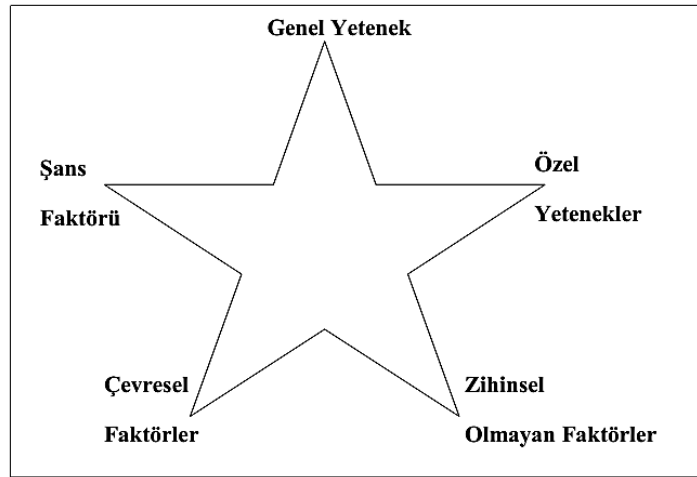 Genel Yetenek
Şans
Faktörü
Özel
Yetenekler
Çevresel
Faktörler
Zihinsel
Olmayan Faktörler